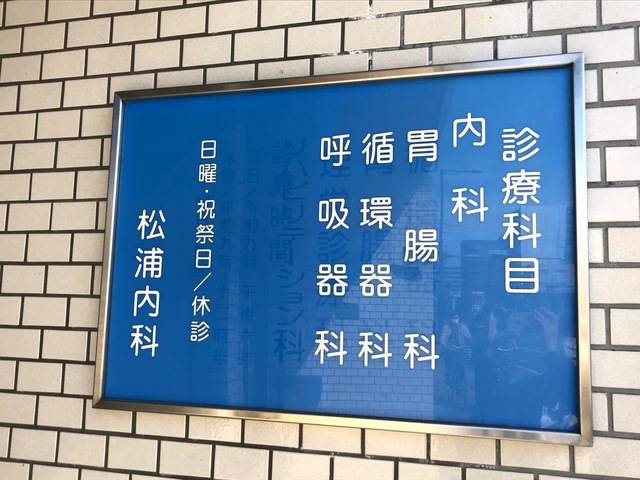 診療科目
内科
胃腸科
循環器科
呼吸器科
日曜・祝祭日/休診
松浦内科